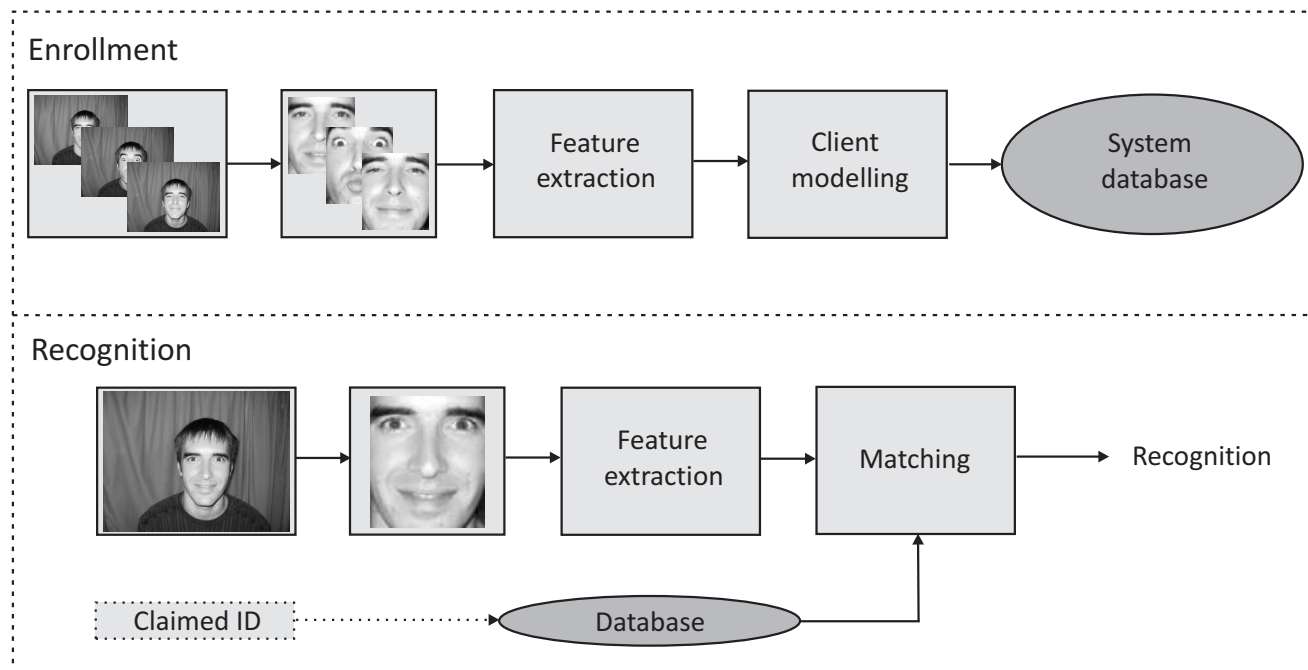 Enrollment
Feature
extraction
Client
modelling
System
database
Recognition
Feature
extraction
Matching
Recognition
Claimed ID
Database